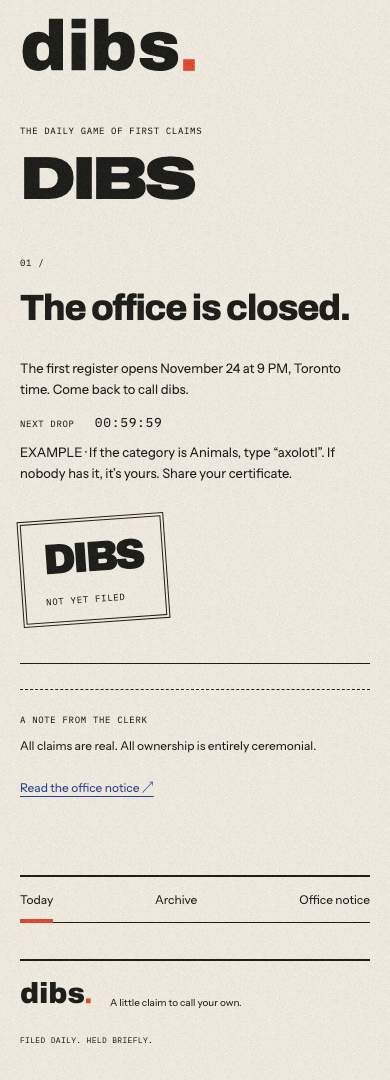 dibs.
THE DAILY GAME OF FIRST CLAIMS
DIBS
01 /
The office is closed.
The first register opens November 24 at 9 PM, Toronto
time. Come back to call dibs.
NEXT DROP 00:59:59
EXAMPLE · If the category is Animals, type “axolotl”. If
nobody has it, it’s yours. Share your certificate.
DIBS
NOT YET FILED
A NOTE FROM THE CLERK
All claims are real. All ownership is entirely ceremonial.
Read the office notice ↗
Today Archive Office notice
dibs. A little claim to call your own.
FILED DAILY. HELD BRIEFLY.